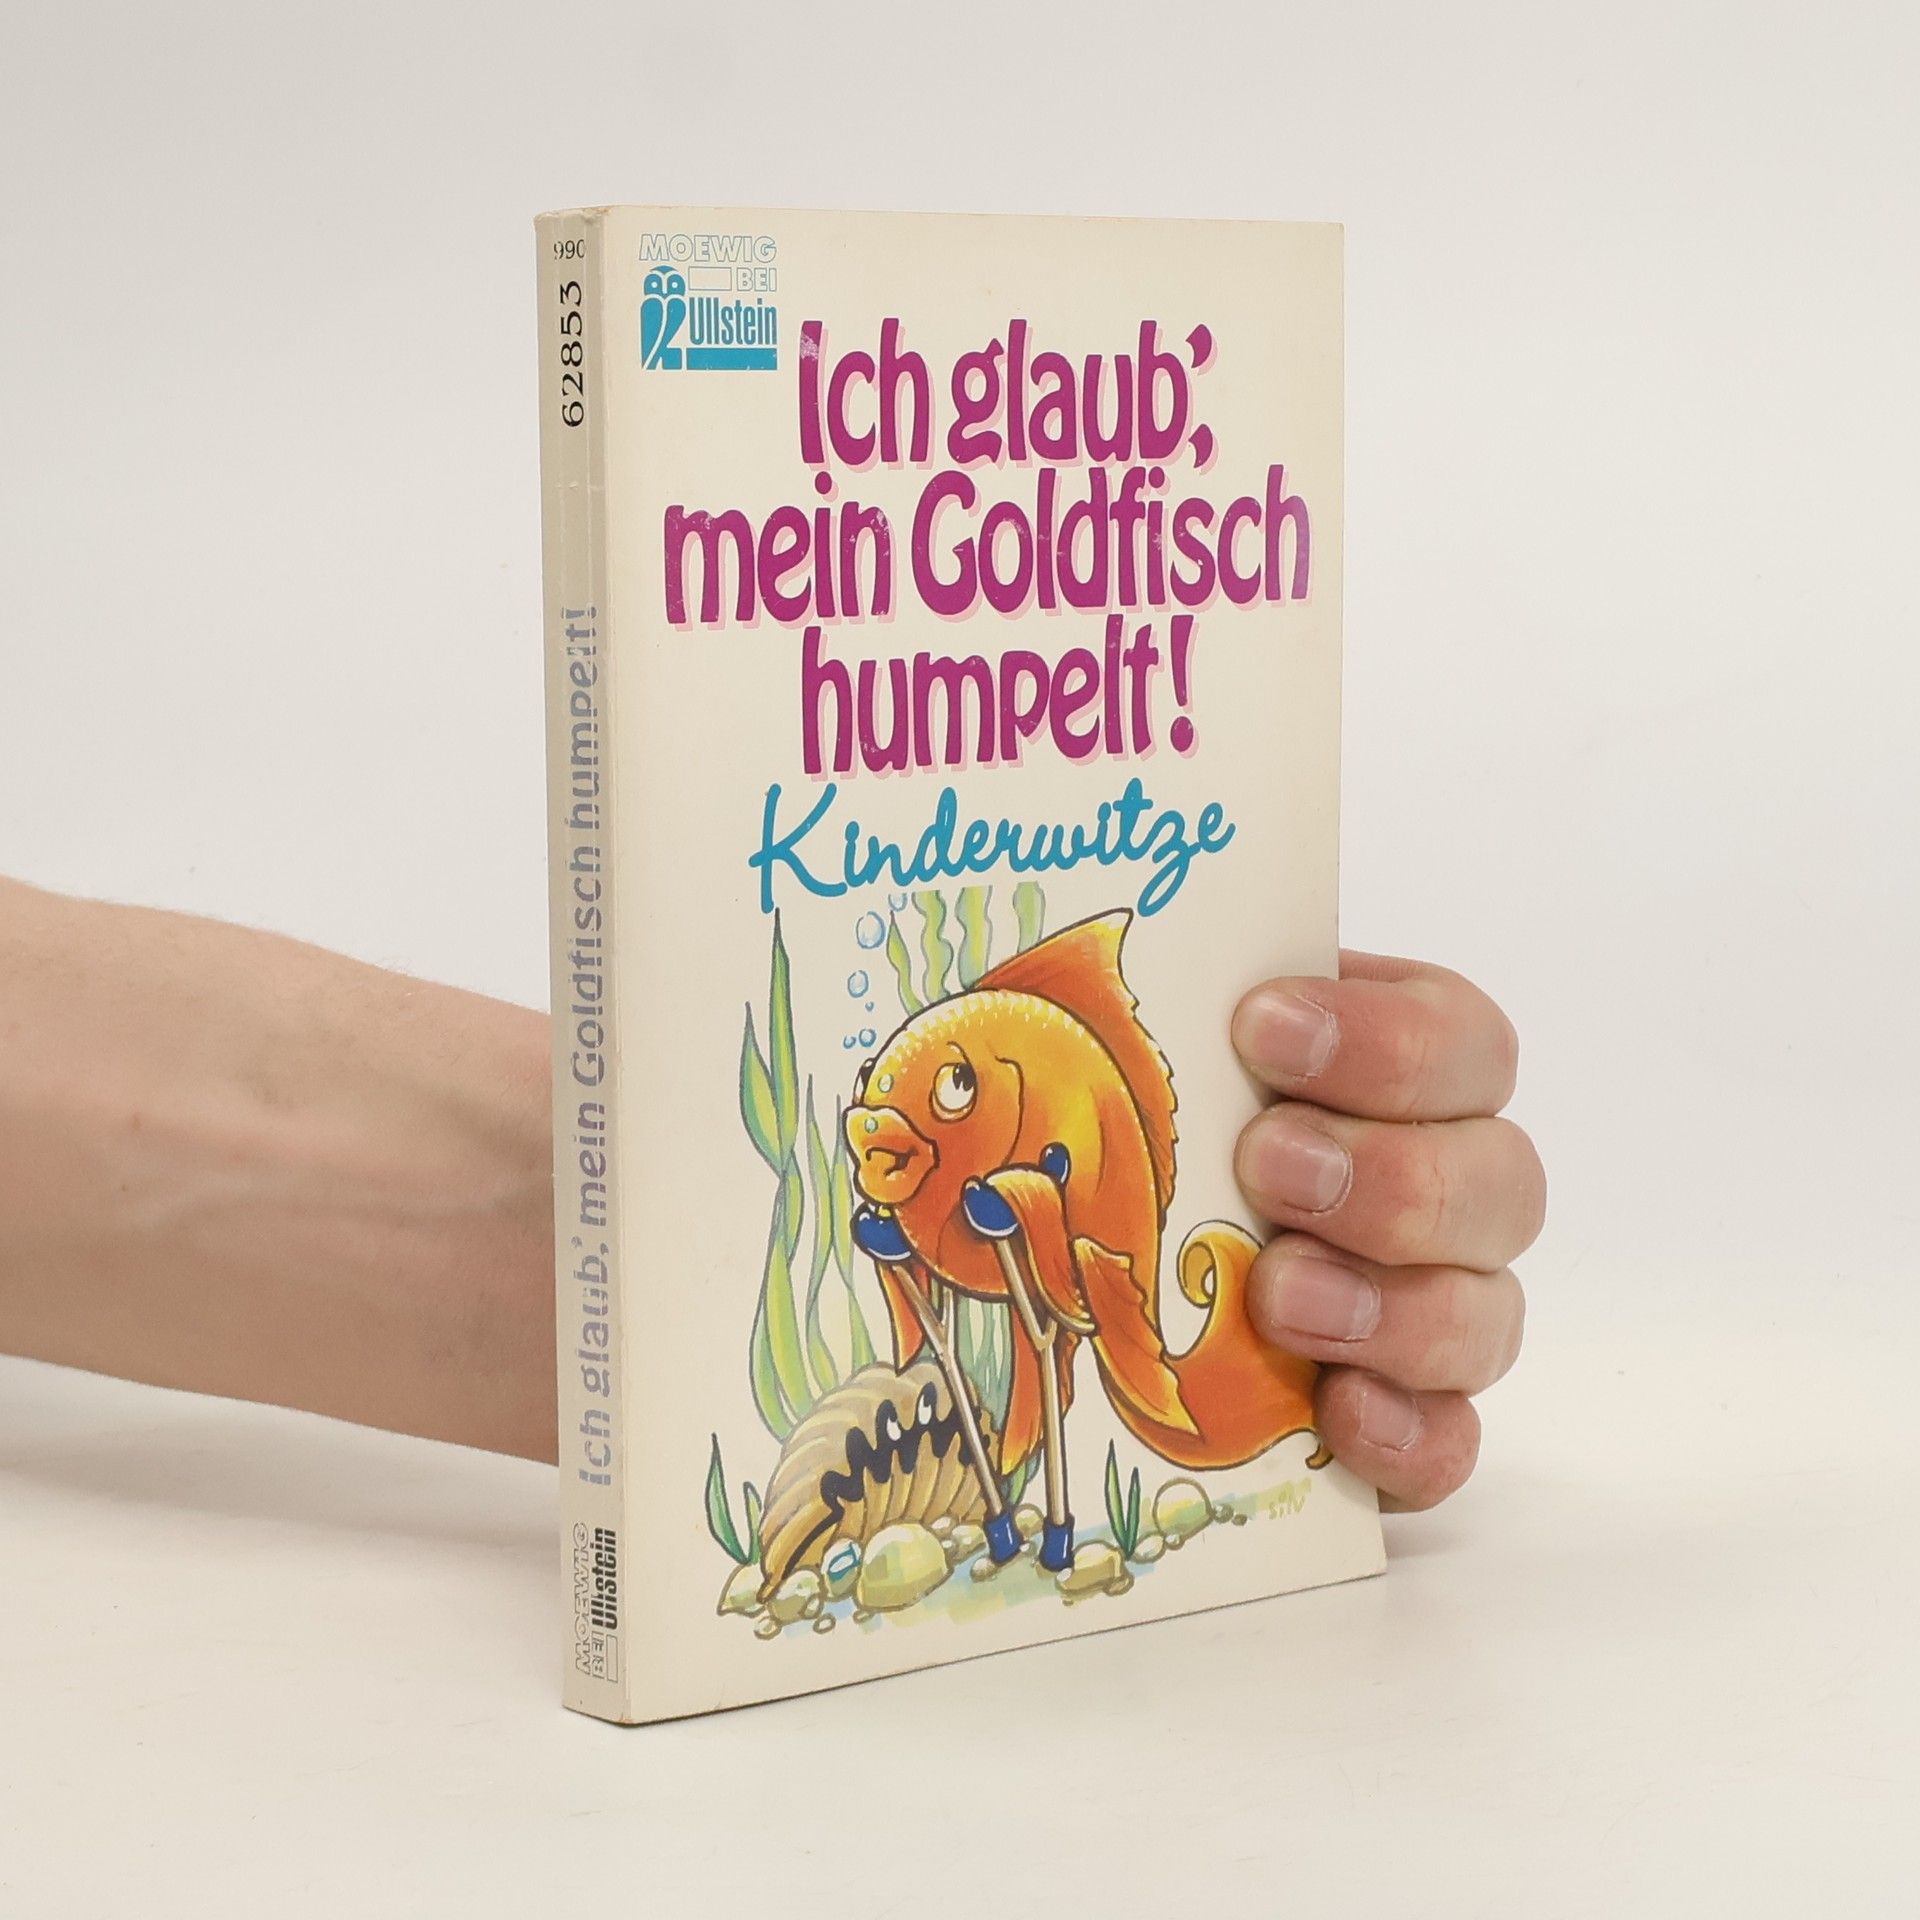 MOEWIG
BEI
Ullstein
Ich glaub',
mein Goldfisch
humpelt!
Kinderwitze
siN
990
62853
Ich glaub', mein Goldfisch humpelt!
MOEWIG
BEI Ullstein